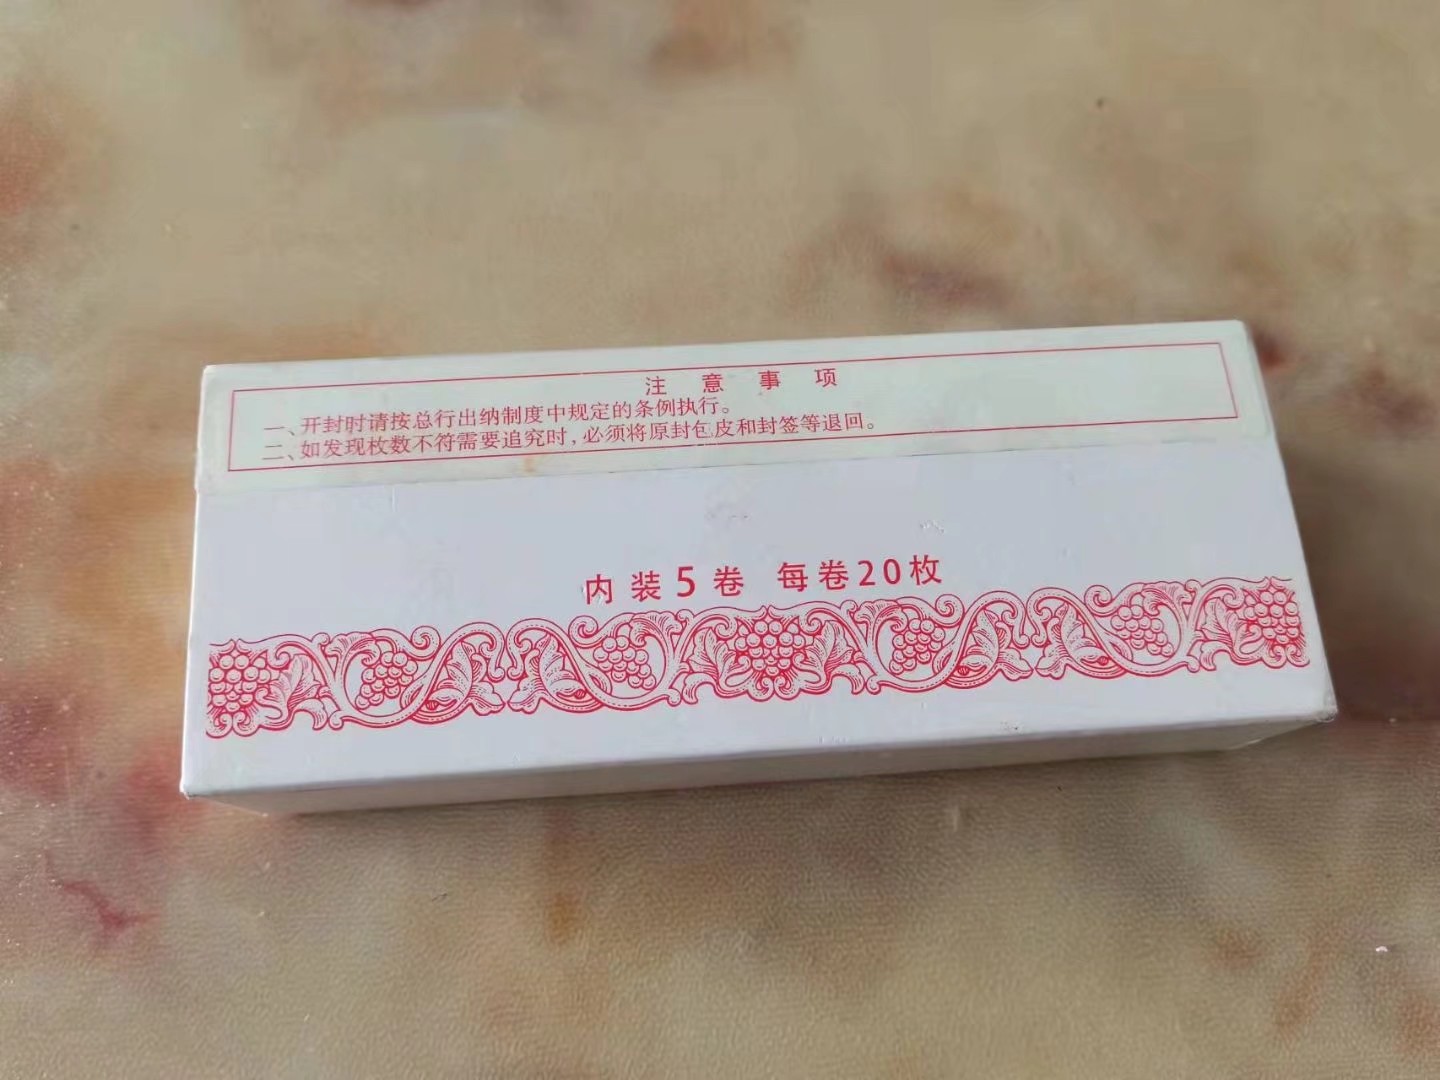 注意事项
一、开封时请按总行出纳制度中规定的条例执行。
二、如发现枚数不符需要追究时,必须将原封包皮和封签等退回。
内装5卷 每卷20枚